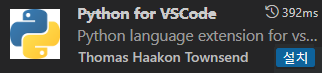 Python for VSCode 392ms
Python language extension for vs...
Thomas Haakon Townsend 설치